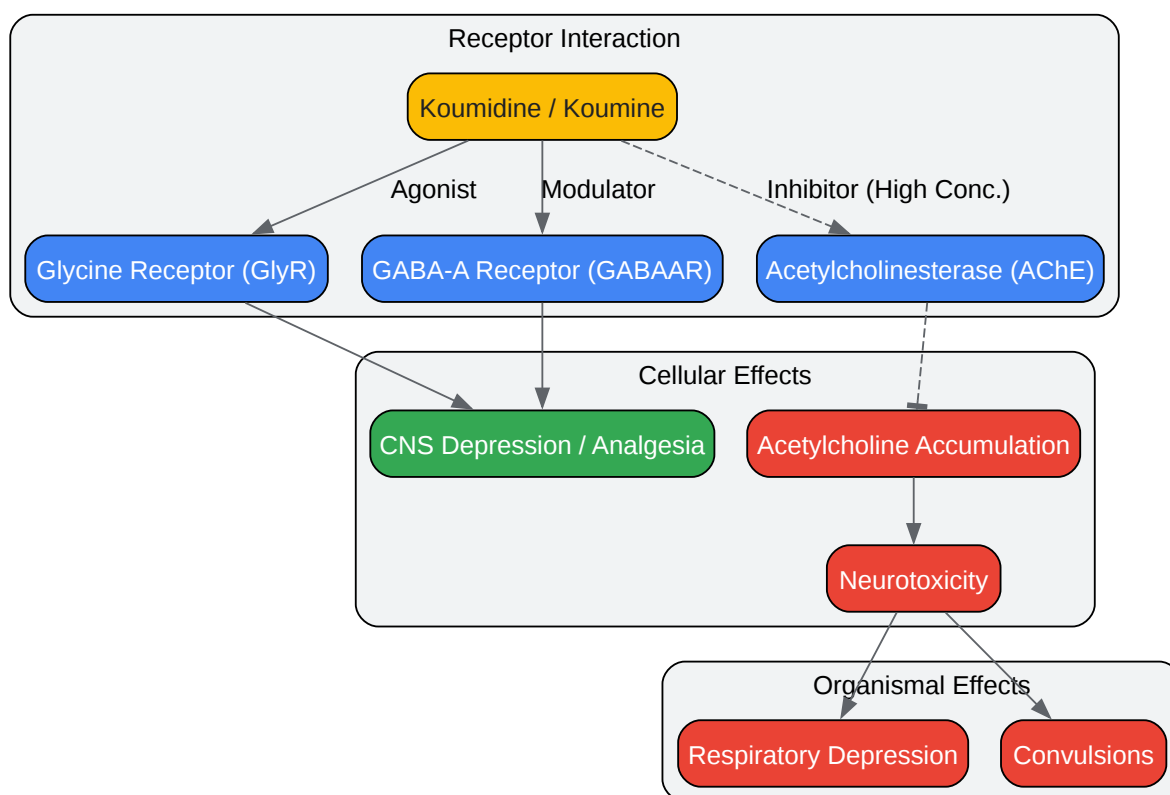 Receptor Interaction
Koumidine / Koumine
Agonist
Modulator
Inhibitor (High Conc.)
Glycine Receptor (GlyR)
GABA-A Receptor (GABAAR)
Acetylcholinesterase (AChE)
Cellular Effects
CNS Depression / Analgesia
Acetylcholine Accumulation
Neurotoxicity
Organismal Effects
Respiratory Depression
Convulsions